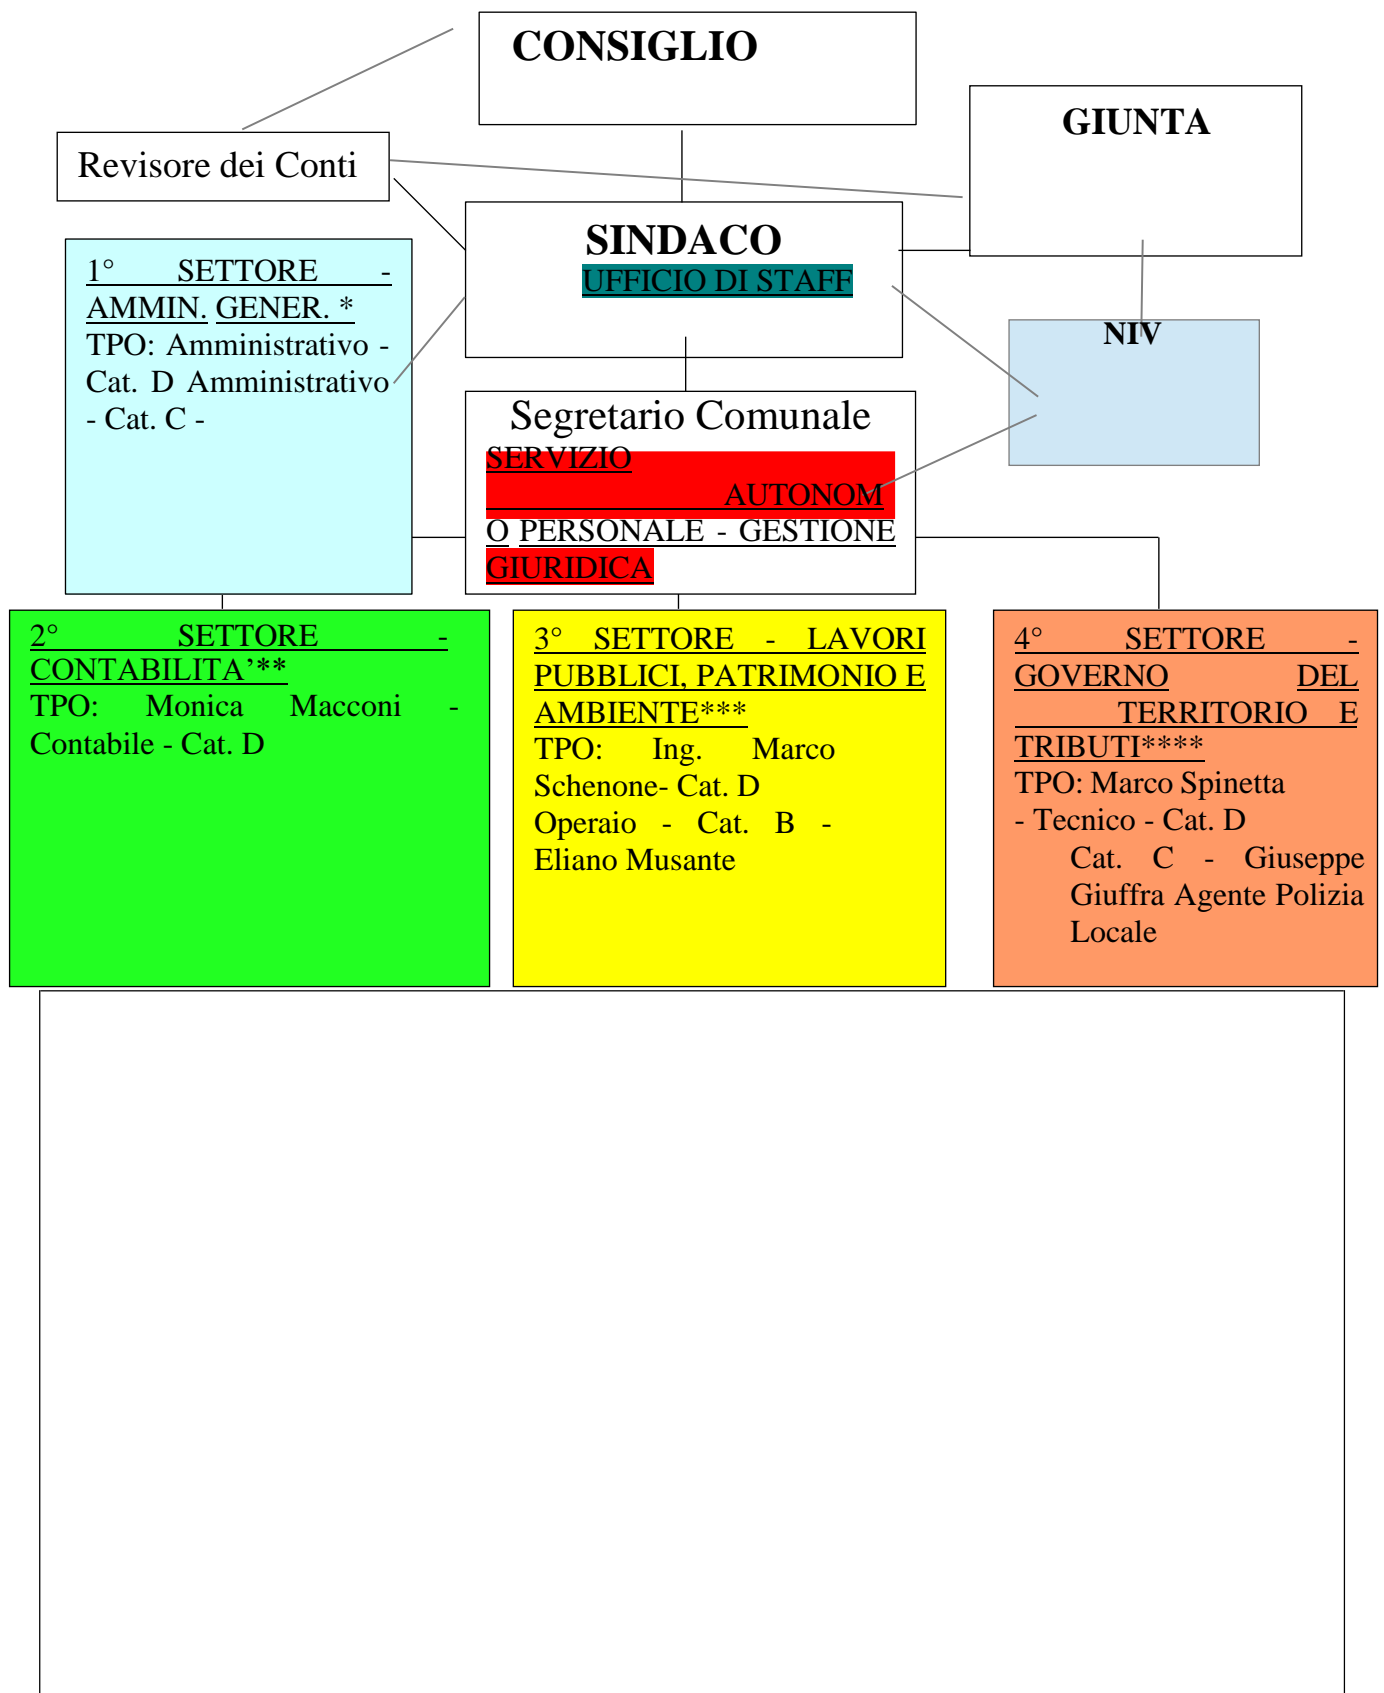 CONSIGLIO
GIUNTA
Revisore dei Conti
SINDACO
UFFICIO DI STAFF
1° SETTORE -
AMMIN. GENER. *
TPO: Amministrativo -
Cat. D Amministrativo
- Cat. C -
NIV
Segretario Comunale
SERVIZIO
AUTONOM
O PERSONALE - GESTIONE
GIURIDICA
2° SETTORE -
CONTABILITA’**
TPO: Monica Macconi -
Contabile - Cat. D
3° SETTORE - LAVORI
PUBBLICI, PATRIMONIO E
AMBIENTE***
TPO: Ing. Marco
Schenone- Cat. D
Operaio - Cat. B -
Eliano Musante
4° SETTORE -
GOVERNO DEL
TERRITORIO E
TRIBUTI****
TPO: Marco Spinetta
- Tecnico - Cat. D
Cat. C - Giuseppe
Giuffra Agente Polizia
Locale